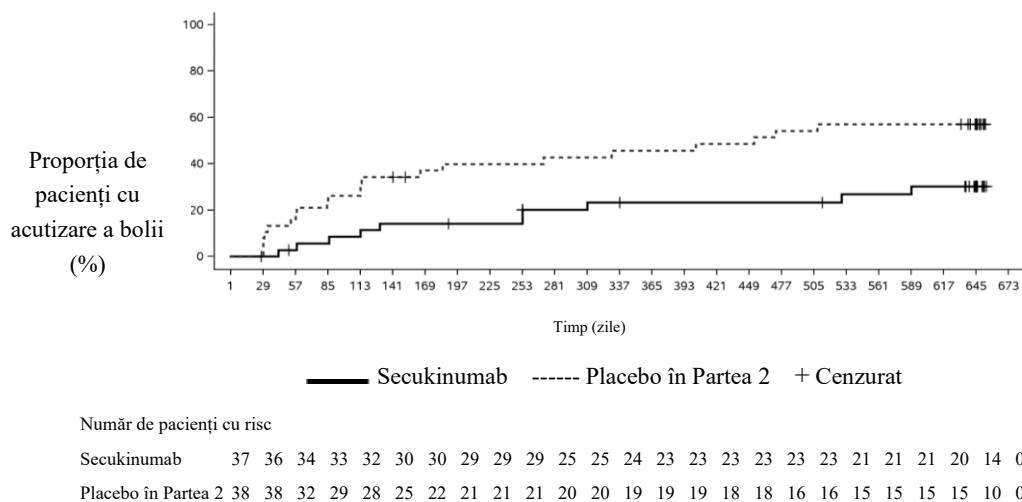 100
80
60
40
20
0
Proporția de
pacienți cu
acutizare a bolii
(%)
1 29 57 85 113 141 169 197 225 253 281 309 337 365 393 421 449 477 505 533 561 589 617 645 673
Timp (zile)
Secukinumab Placebo în Partea 2 + Cenzurat
Număr de pacienți cu risc
Secukinumab 37 36 34 33 32 30 30 29 29 29 25 25 24 23 23 23 23 23 23 21 21 21 20 14 0
Placebo în Partea 2 38 38 32 29 28 25 22 21 21 21 20 20 19 19 19 18 18 16 16 15 15 15 15 10 0